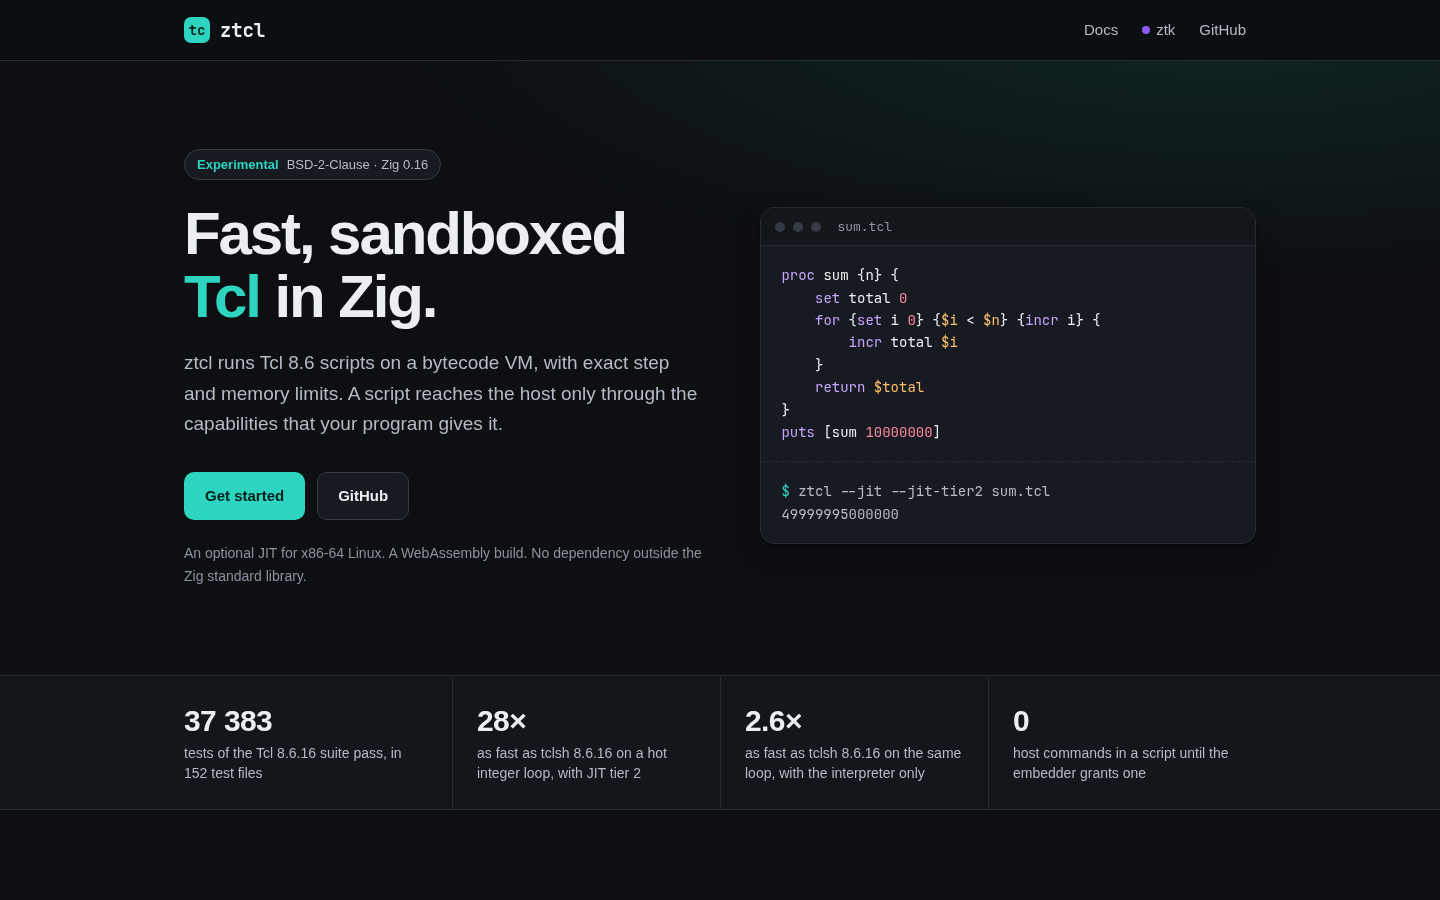 tc ztcl
Docs ztk GitHub
Experimental BSD-2-Clause · Zig 0.16
Fast, sandboxed
Tcl in Zig.
ztcl runs Tcl 8.6 scripts on a bytecode VM, with exact step
and memory limits. A script reaches the host only through the
capabilities that your program gives it.
Get started GitHub
An optional JIT for x86-64 Linux. A WebAssembly build. No dependency outside the
Zig standard library.
sum.tcl
proc sum {n} {
    set total 0
    for {set i 0} {$i < $n} {incr i} {
        incr total $i
    }
    return $total
}
puts [sum 10000000]
$ ztcl --jit --jit-tier2 sum.tcl
49999995000000
37 383
tests of the Tcl 8.6.16 suite pass, in
152 test files
28×
as fast as tclsh 8.6.16 on a hot
integer loop, with JIT tier 2
2.6×
as fast as tclsh 8.6.16 on the same
loop, with the interpreter only
0
host commands in a script until the
embedder grants one